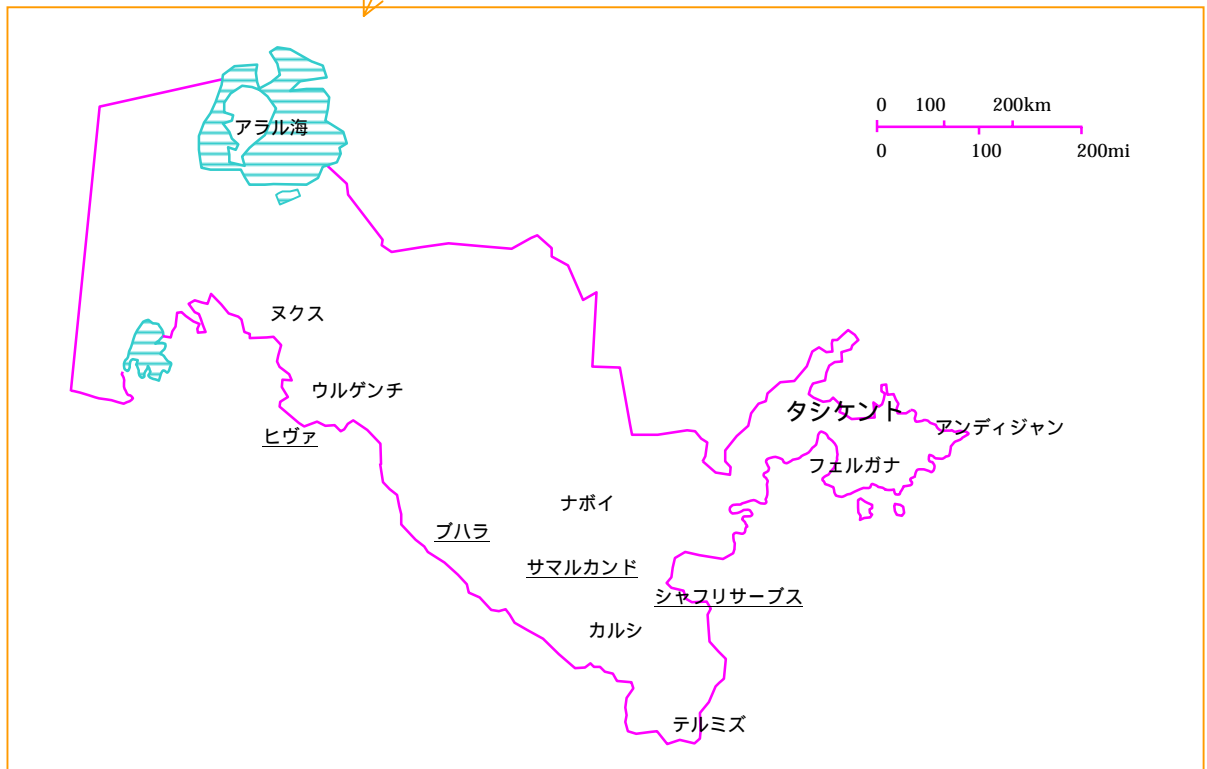 0 100 200km
アラル海
0 100 200mi
ヌクス
ウルゲンチ
タシケント
アンディジャン
ヒヴァ
フェルガナ
ナボイ
ブハラ
サマルカンド
シャフリサーブス
カルシ
テルミズ